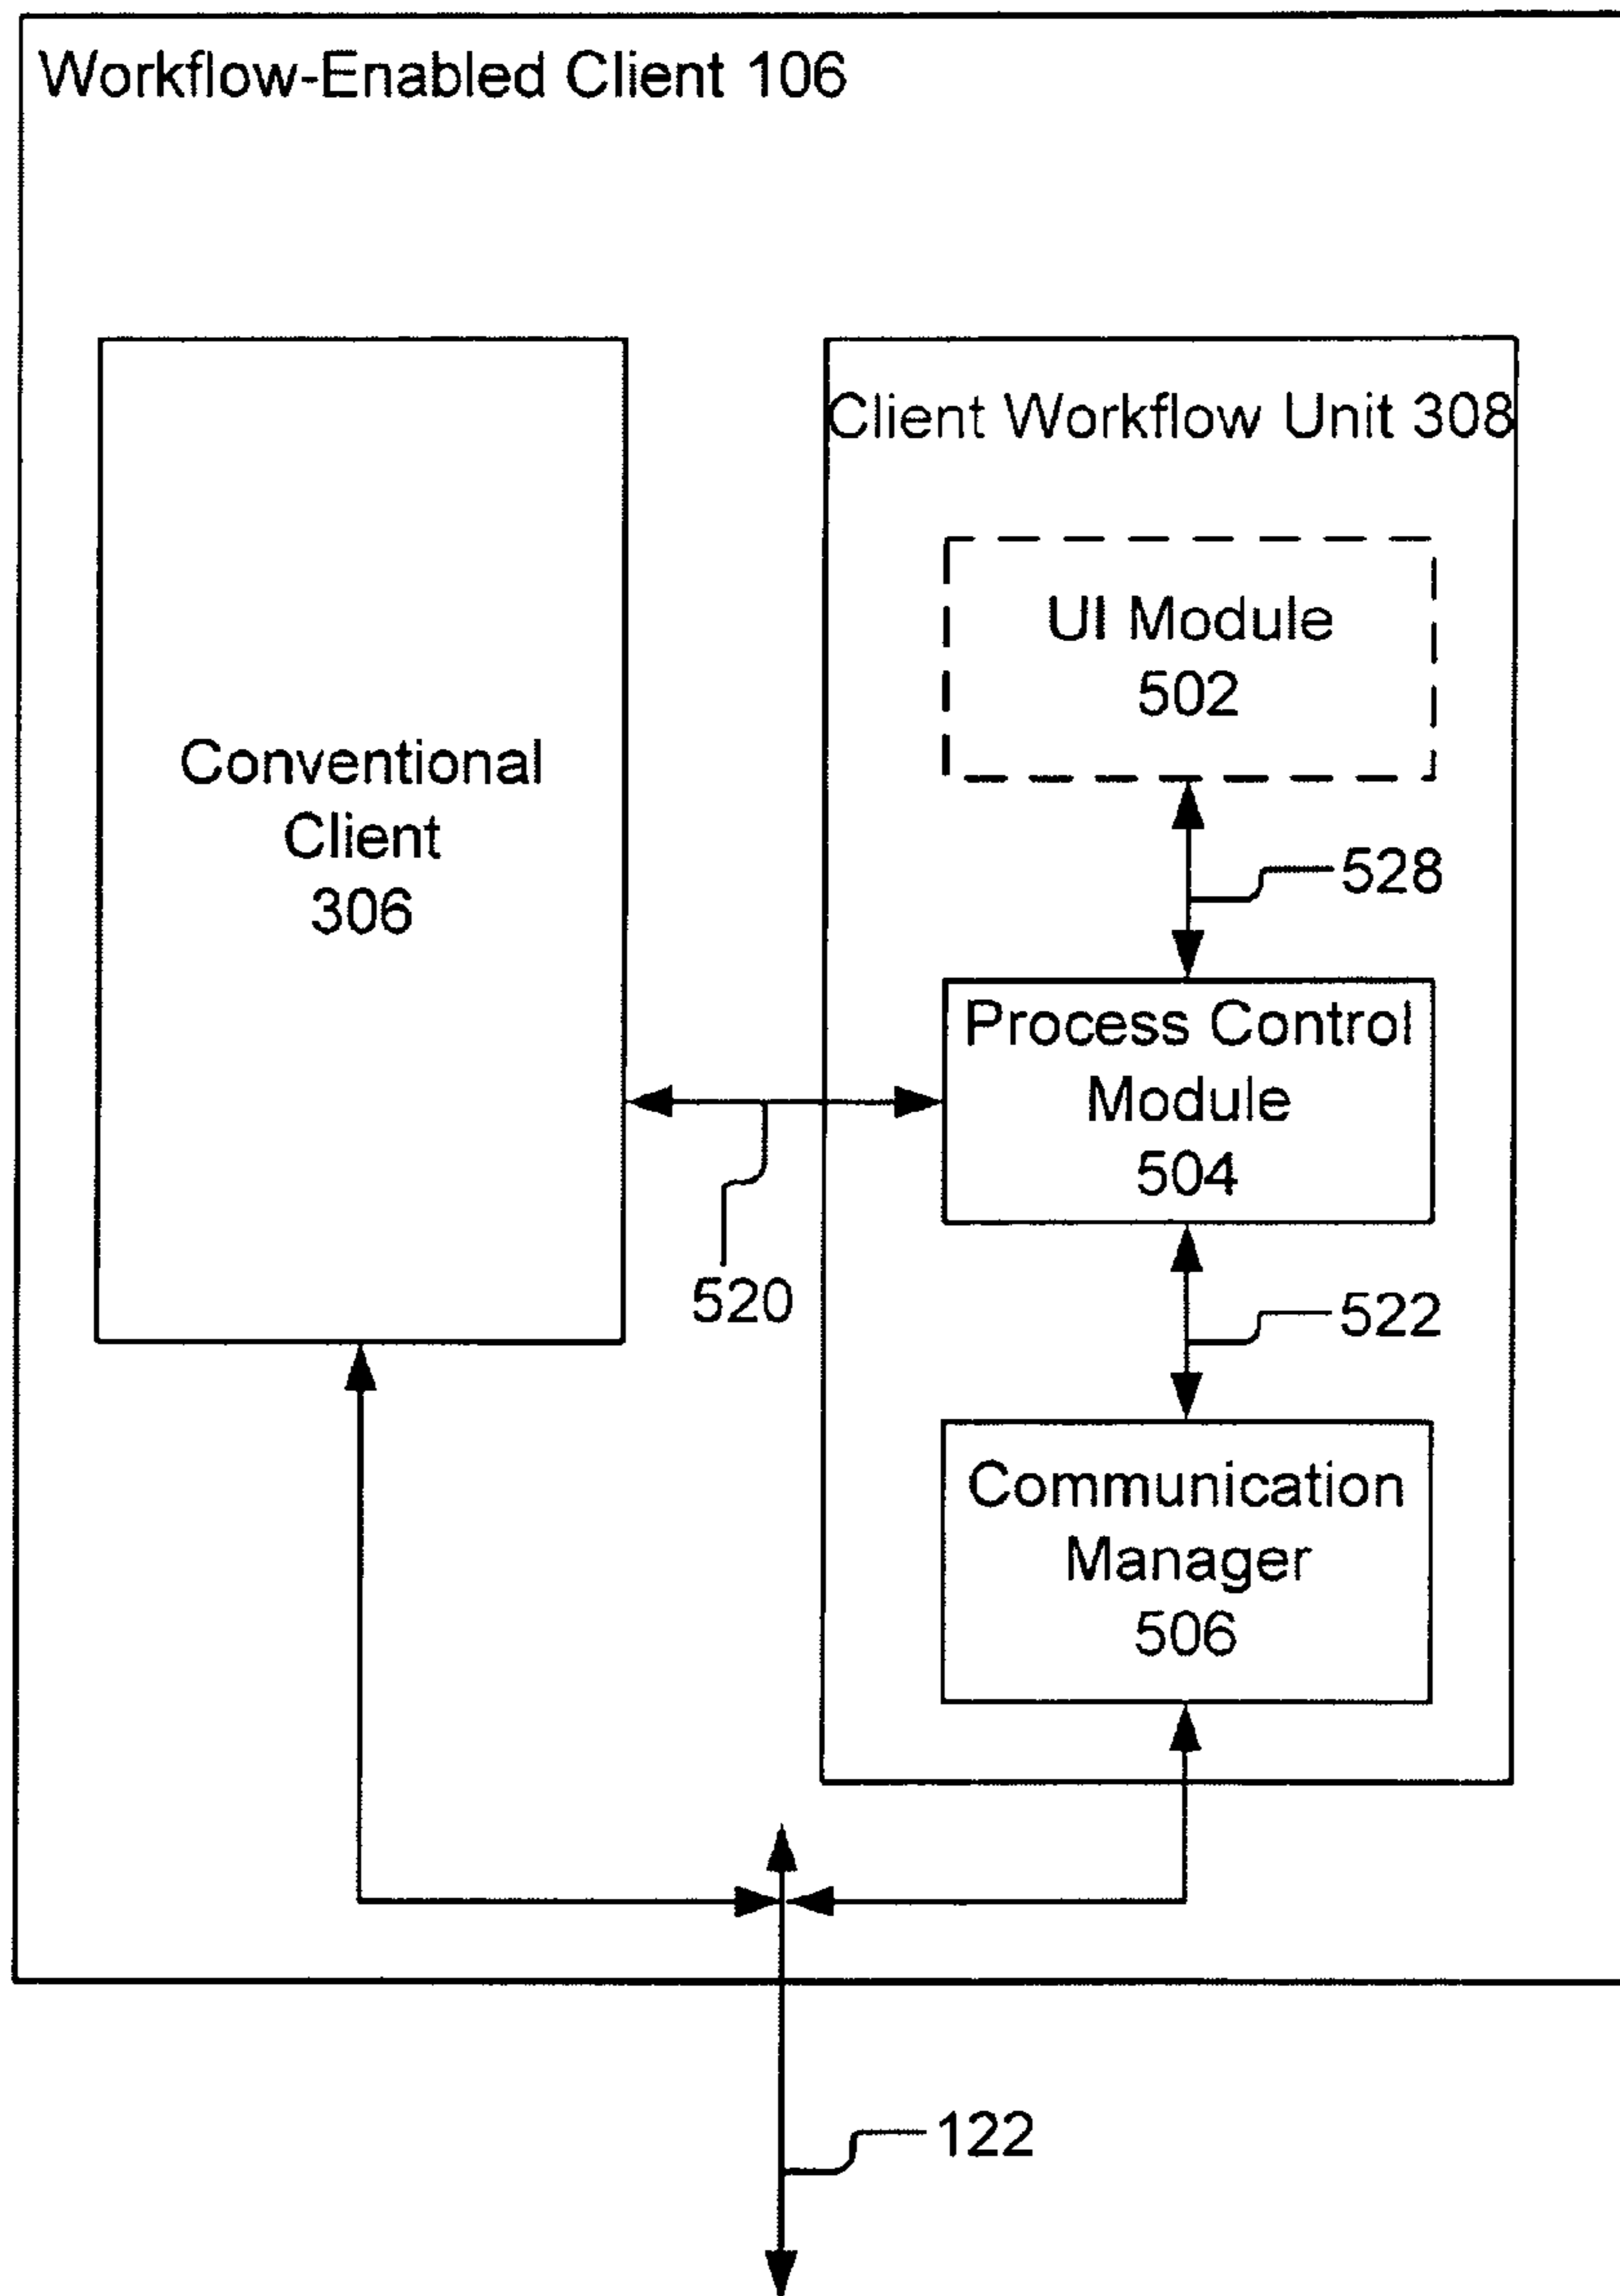 Workflow-Enabled Client 106
Client Workflow Unit 308
UI Module
502
Conventional
Client
306
528
Process Control
Module
504
520
522
Communication
Manager
506
122